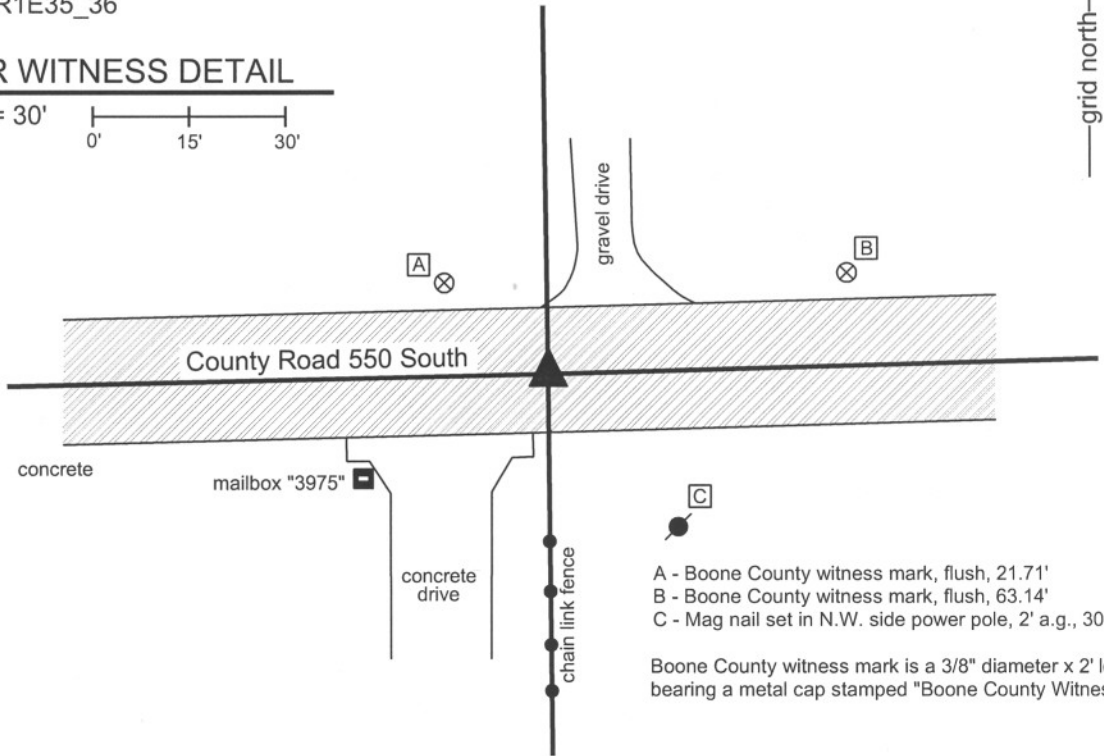 R1E35_36
R WITNESS DETAIL
= 30'
0' 15' 30'
grid north
gravel drive
A
B
County Road 550 South
concrete
mailbox "3975"
C
concrete
drive
chain link fence
A - Boone County witness mark, flush, 21.71'
B - Boone County witness mark, flush, 63.14'
C - Mag nail set in N.W. side power pole, 2' a.g., 30
Boone County witness mark is a 3/8" diameter x 2' l
bearing a metal cap stamped "Boone County Witnes